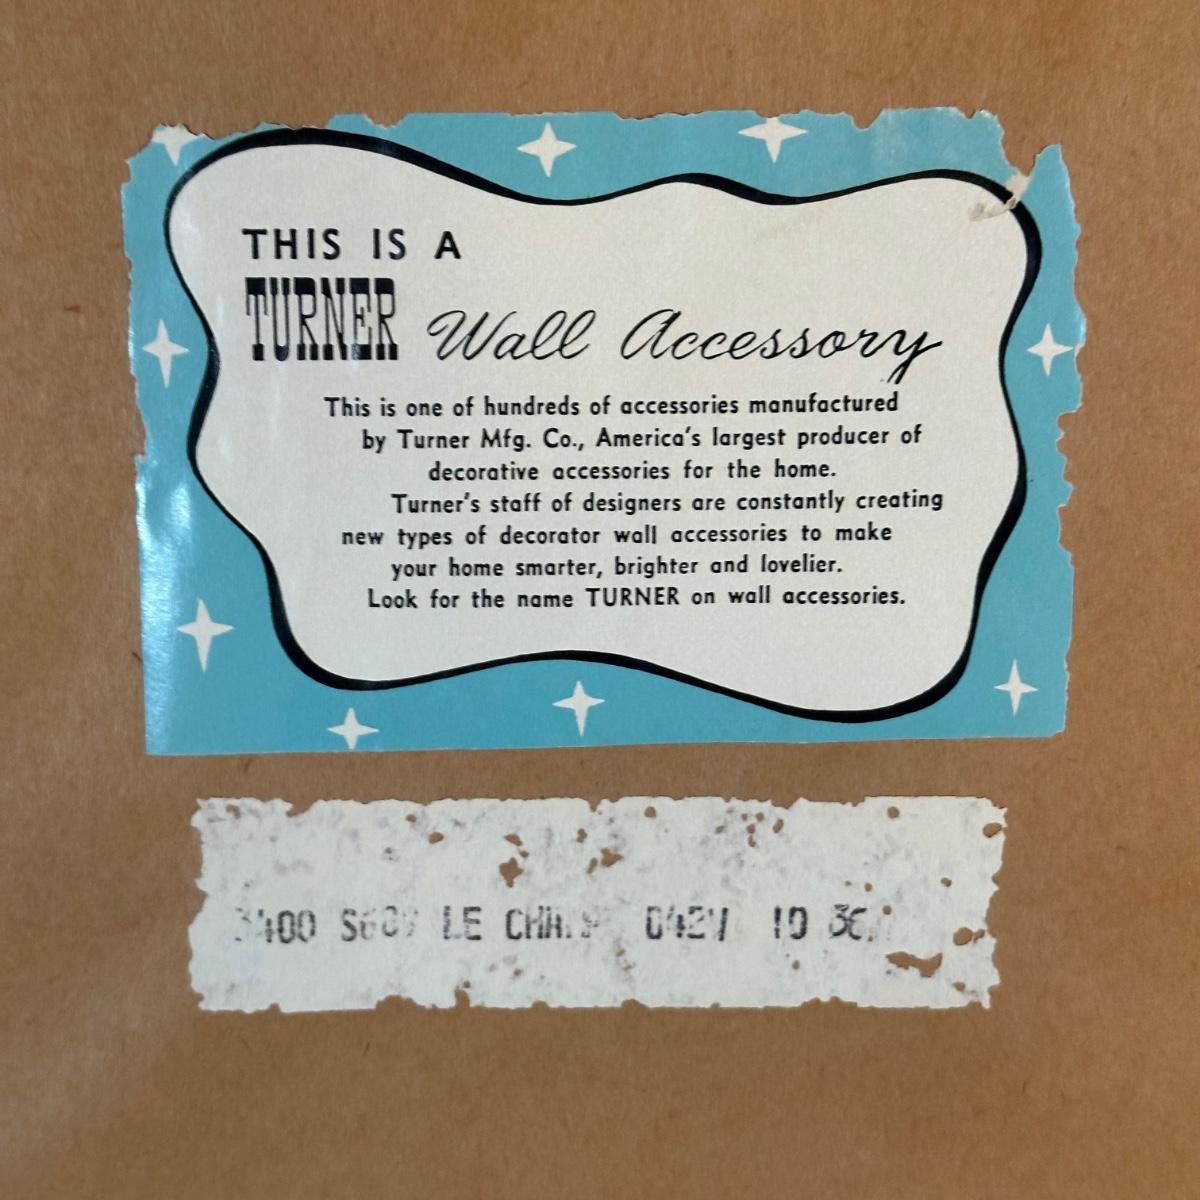 THIS IS A
TURNER Wall Accessory
This is one of hundreds of accessories manufactured
by Turner Mfg. Co., America's largest producer of
decorative accessories for the home.
Turner's staff of designers are constantly creating
new types of decorator wall accessories to make
your home smarter, brighter and lovelier.
Look for the name TURNER on wall accessories.
LE 10